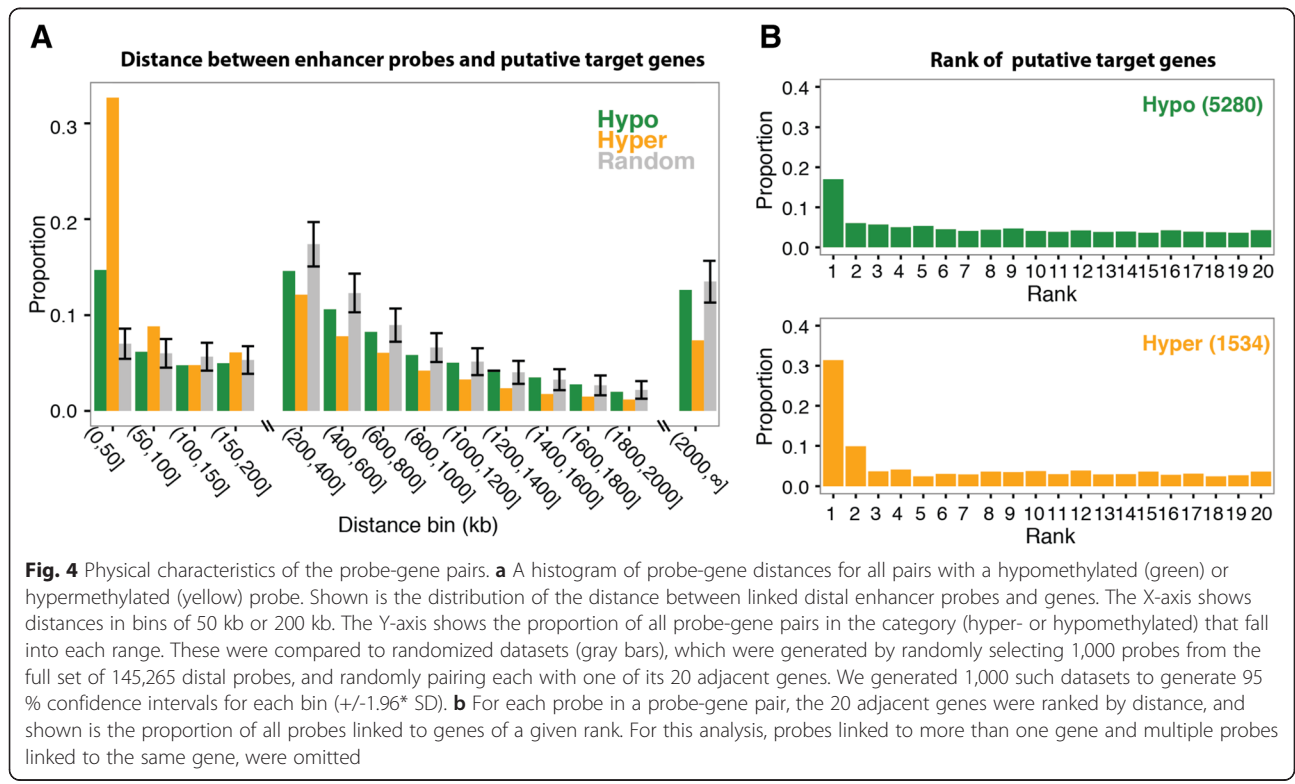 A
Distance between enhancer probes and putative target genes
Hypo
Hyper
Random
Proportion
0.3
0.2
0.1
0.0
(0,50]
(50,100]
(100,150]
(150,200]
(200,400]
(400,600]
(600,800]
(800,1000]
(1000,1200]
(1200,1400]
(1400,1600]
(1600,1800]
(1800,2000]
(2000,∞]
Distance bin (kb)
B
Rank of putative target genes
Hypo (5280)
Proportion
0.4
0.3
0.2
0.1
0.0
1 2 3 4 5 6 7 8 9 10 11 12 13 14 15 16 17 18 19 20
Rank
Hyper (1534)
Proportion
0.4
0.3
0.2
0.1
0.0
1 2 3 4 5 6 7 8 9 10 11 12 13 14 15 16 17 18 19 20
Rank
Fig. 4 Physical characteristics of the probe-gene pairs. a A histogram of probe-gene distances for all pairs with a hypomethylated (green) or
hypermethylated (yellow) probe. Shown is the distribution of the distance between linked distal enhancer probes and genes. The X-axis shows
distances in bins of 50 kb or 200 kb. The Y-axis shows the proportion of all probe-gene pairs in the category (hyper- or hypomethylated) that fall
into each range. These were compared to randomized datasets (gray bars), which were generated by randomly selecting 1,000 probes from the
full set of 145,265 distal probes, and randomly pairing each with one of its 20 adjacent genes. We generated 1,000 such datasets to generate 95
% confidence intervals for each bin (+/-1.96* SD). b For each probe in a probe-gene pair, the 20 adjacent genes were ranked by distance, and
shown is the proportion of all probes linked to genes of a given rank. For this analysis, probes linked to more than one gene and multiple probes
linked to the same gene, were omitted